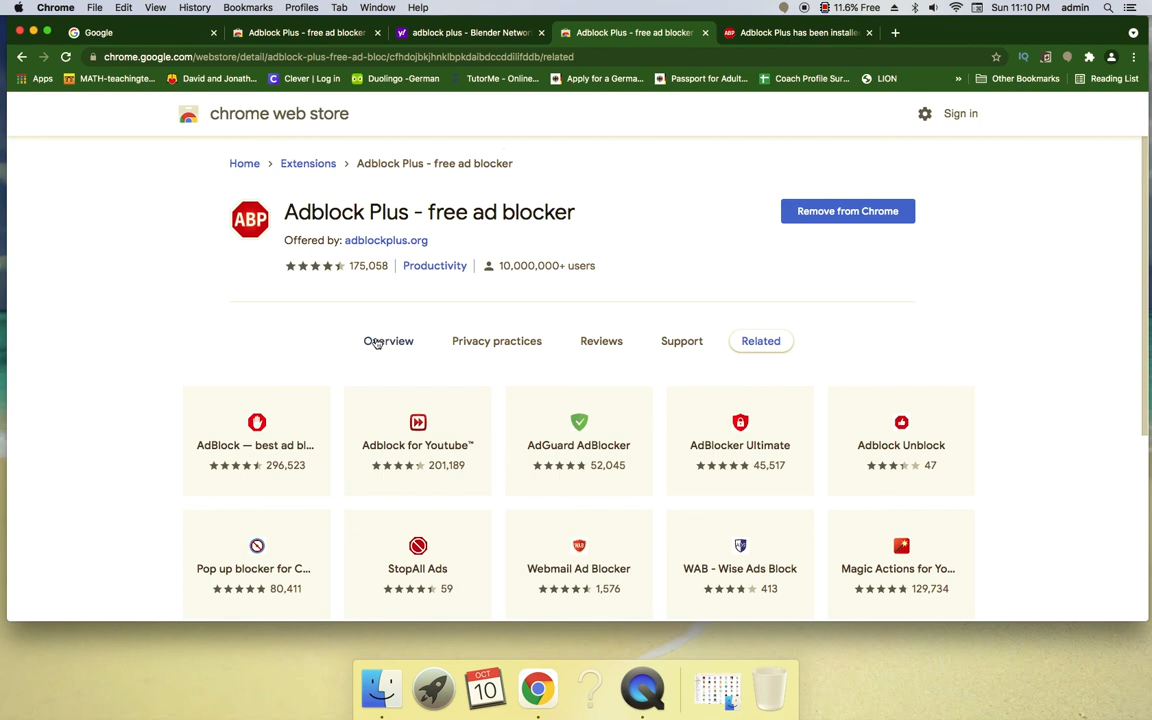 Chrome File Edit View History Bookmarks Profiles Tab Window Help 11.6% Free Sun 11:10 PM admin
Google Adblock Plus - free ad blocker adblock plus - Blender Networ Adblock Plus - free ad blocker ABP Adblock Plus has been installe
chrome.google.com/webstore/detail/adblock-plus-free-ad-bloc/cfhdojbkjhnklbpkdaibdccddilifddb/related IQ
Apps MATH-teachingte... David and Jonath... Clever | Log in Duolingo -German TutorMe - Online... Apply for a Germa... Passport for Adult... Coach Profile Sur... LION » Other Bookmarks Reading List
chrome web store Sign in
Home > Extensions > Adblock Plus - free ad blocker
ABP Adblock Plus - free ad blocker Remove from Chrome
Offered by: adblockplus.org
175,058 Productivity 10,000,000+ users
Overview Privacy practices Reviews Support Related
AdBlock — best ad bl... Adblock for Youtube™ AdGuard AdBlocker AdBlocker Ultimate Adblock Unblock
296,523 201,189 52,045 45,517 47
Pop up blocker for C... StopAll Ads Webmail Ad Blocker WAB - Wise Ads Block Magic Actions for Yo...
80,411 59 1,576 413 129,734
OCT
10